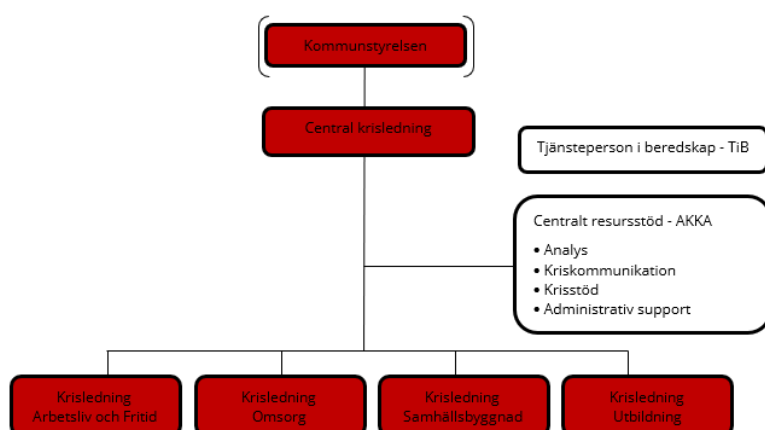 Kommunstyrelsen
Central krisledning
Tjänsteperson i beredskap - TiB
Centralt resursstöd - AKKA
• Analys
• Kriskommunikation
• Krisstöd
• Administrativ support
Krisledning
Arbetsliv och Fritid
Krisledning
Omsorg
Krisledning
Samhällsbyggnad
Krisledning
Utbildning